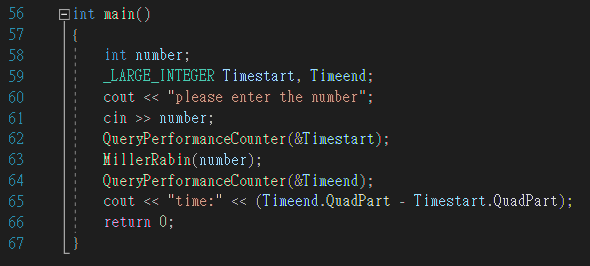 56 int main()
57 {
58 int number;
59 _LARGE_INTEGER Timestart, Timeend;
60 cout << "please enter the number";
61 cin >> number;
62 QueryPerformanceCounter(&Timestart);
63 MillerRabin(number);
64 QueryPerformanceCounter(&Timeend);
65 cout << "time:" << (Timeend.QuadPart - Timestart.QuadPart);
66 return 0;
67 }